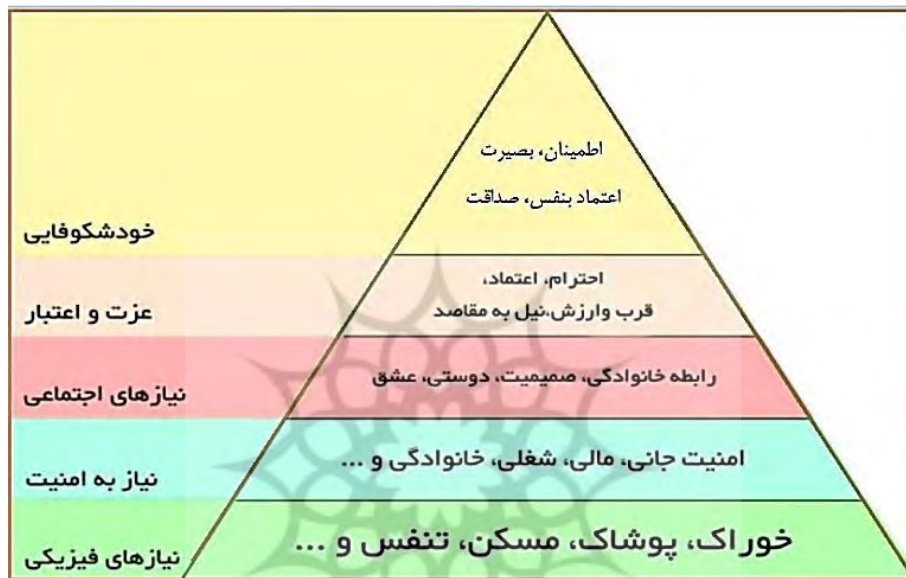 اطمینان، بصیرت
اعتماد بنفس، صداقت
خودشکوفایی
احترام، اعتماد،
قرب وارزش،نیل به مقاصد
عزت و اعتبار
رابطه خانوادگی، صمیمیت، دوستی، عشق
نیازهای اجتماعی
امنیت جانی، مالی، شغلی، خانوادگی و ...
نیاز به امنیت
خوراک، پوشاک، مسکن، تنفس و ...
نیازهای فیزیکی